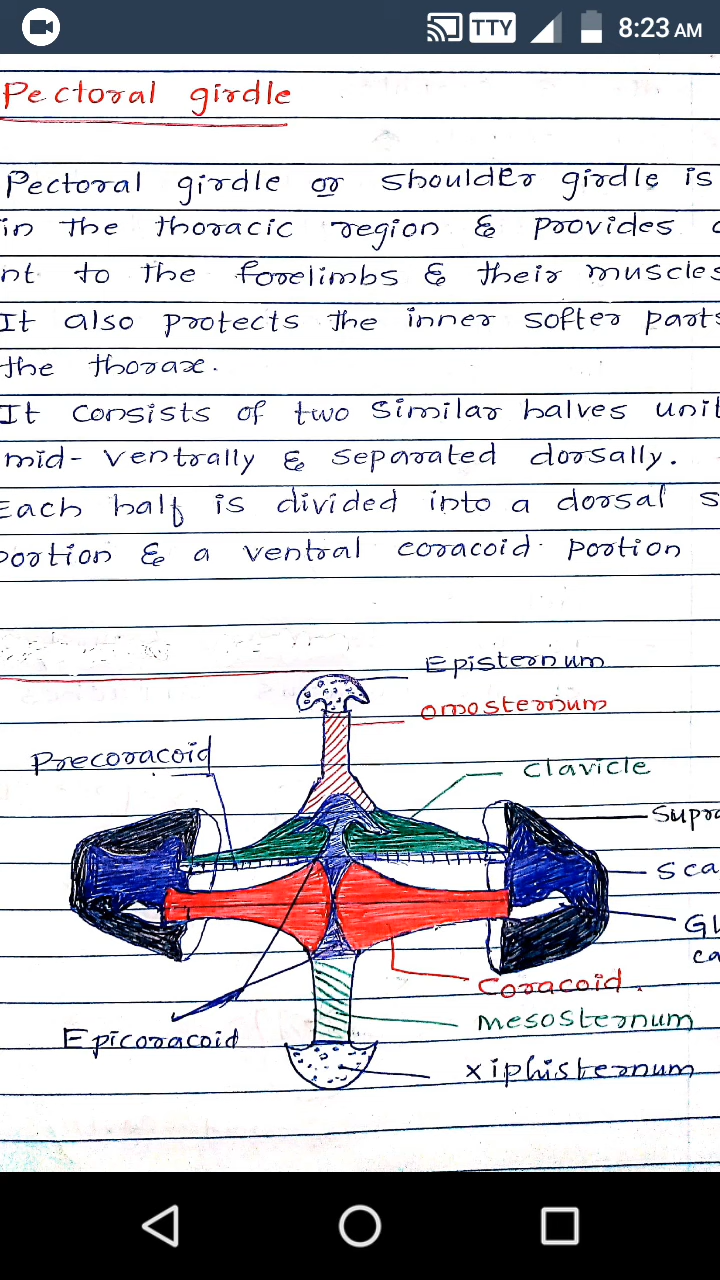 TTY 8:23 AM
Pectoral girdle
Pectoral girdle or shoulder girdle is
in the thoracic region & provides
nt to the forelimbs & their muscles
It also protects the inner softer parts
the thorax.
It consists of two similar halves unit
mid-ventrally & separated dorsally.
Each half is divided into a dorsal s
portion & a ventral coracoid portion
Episternum
omosternum
Precoracoid
clavicle
Supra
Sca
Gl
ca
Coracoid.
Epicoracoid
mesosternum
xiphisternum